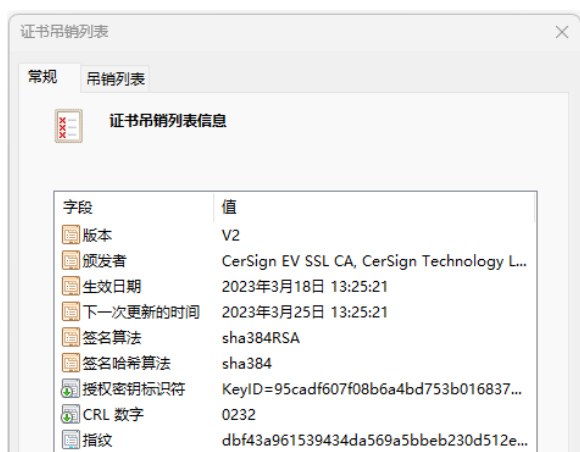 证书吊销列表
常规 吊销列表
证书吊销列表信息
字段 值
版本 V2
颁发者 CerSign EV SSL CA, CerSign Technology L...
生效日期 2023年3月18日 13:25:21
下一次更新的时间 2023年3月25日 13:25:21
签名算法 sha384RSA
签名哈希算法 sha384
授权密钥标识符 KeyID=95cadf607f08b6a4bd753b016837...
CRL 数字 0232
指纹 dbf43a961539434da569a5bbeb230d512e...